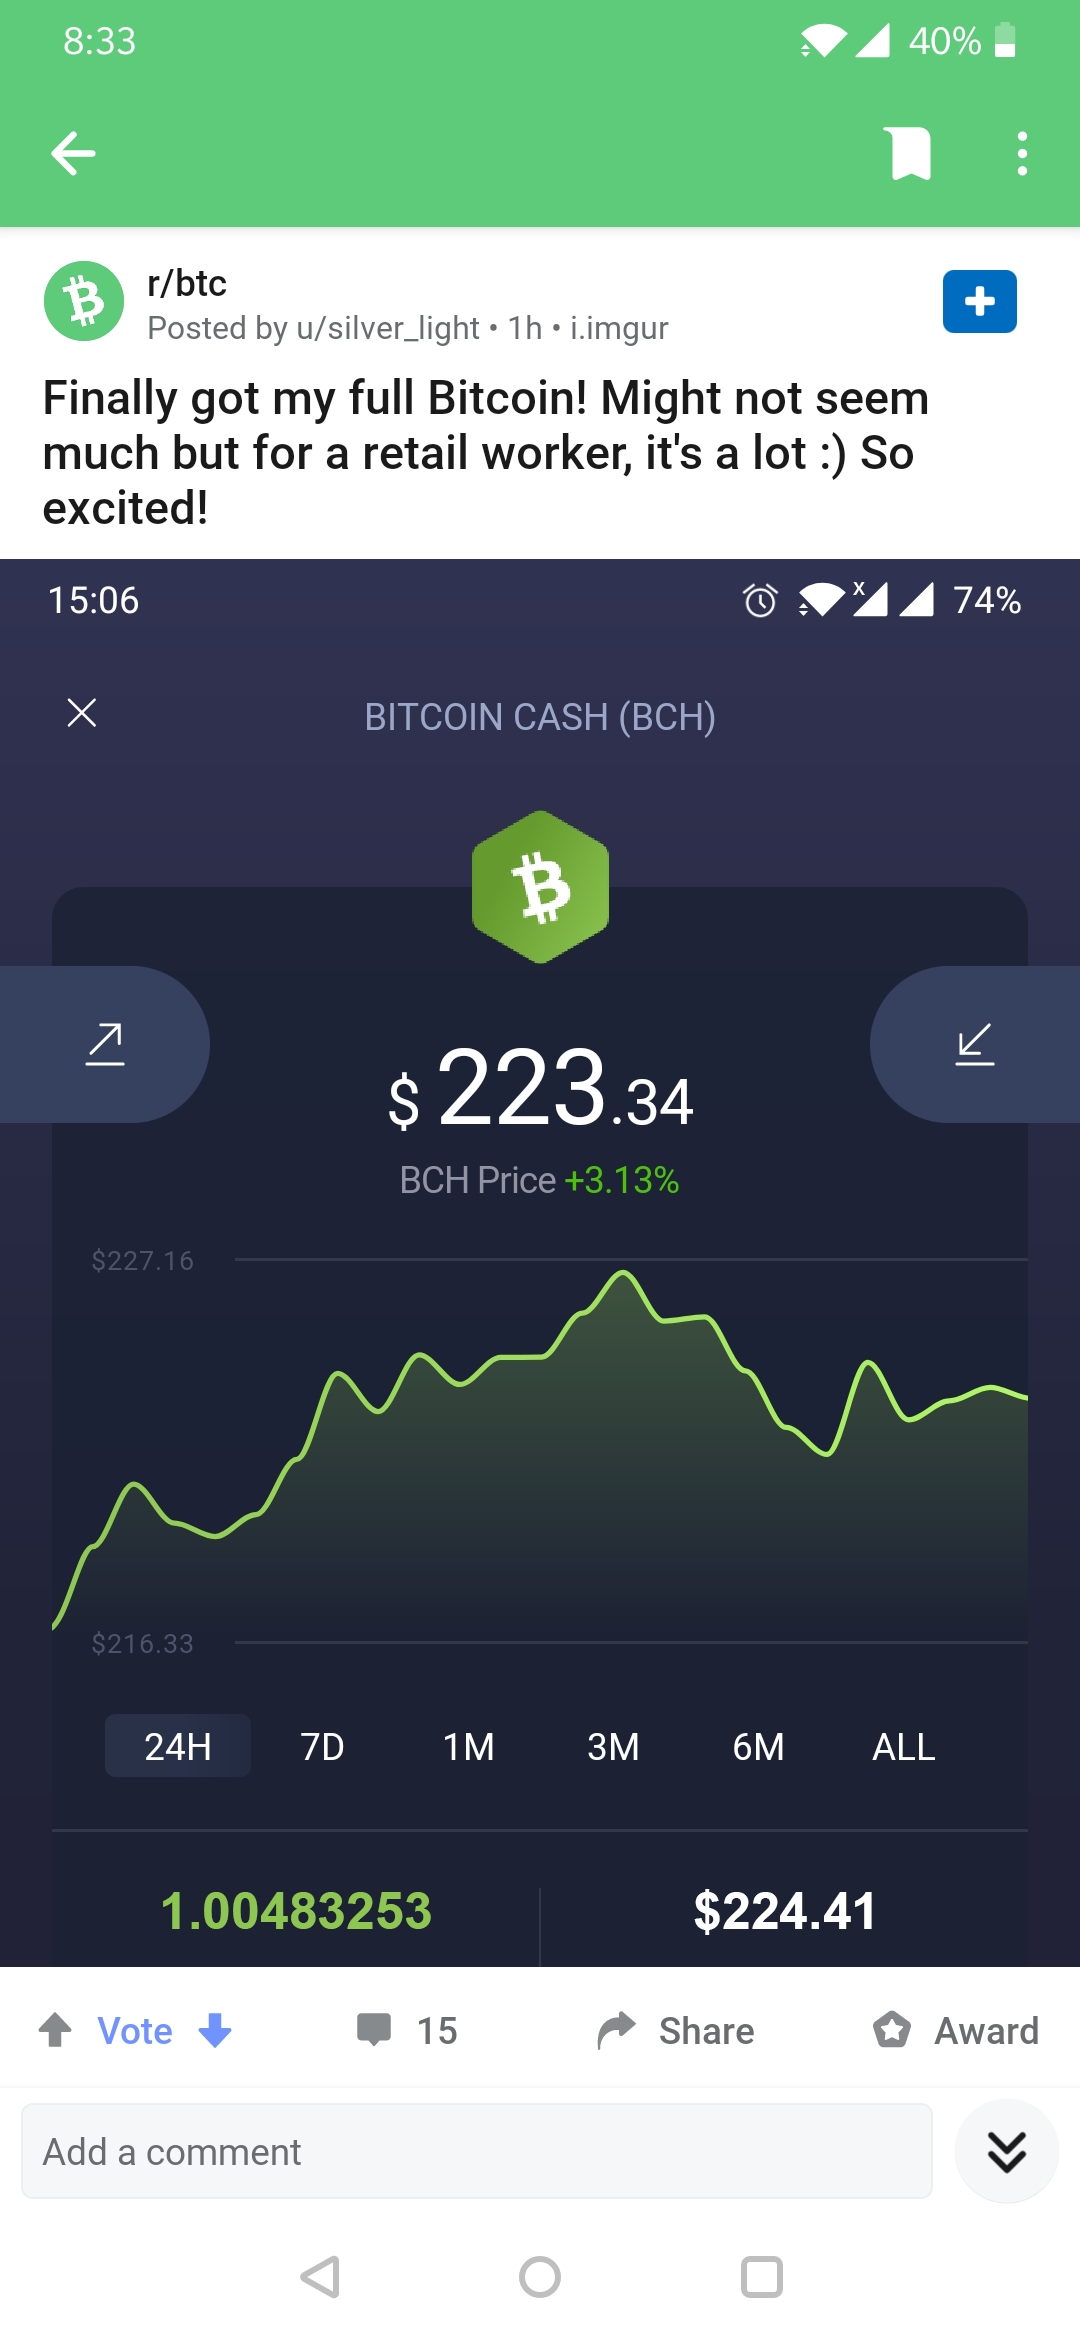 8:33
40%
r/btc
Posted by u/silver_light • 1h • i.imgur
Finally got my full Bitcoin! Might not seem
much but for a retail worker, it's a lot :) So
excited!
15:06
x
74%
BITCOIN CASH (BCH)
$223.34
BCH Price +3.13%
$227.16
$216.33
24H 7D 1M 3M 6M ALL
1.00483253 $224.41
Vote 15 Share Award
Add a comment